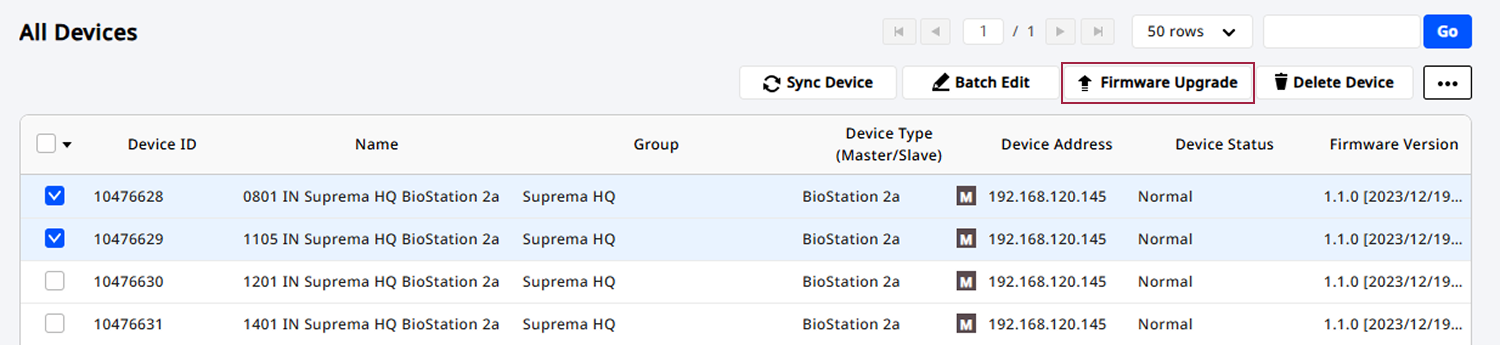 All Devices
1 / 1 50 rows Go
Sync Device Batch Edit Firmware Upgrade Delete Device
Device ID Name Group Device Type (Master/Slave) Device Address Device Status Firmware Version
10476628 0801 IN Suprema HQ BioStation 2a Suprema HQ BioStation 2a M 192.168.120.145 Normal 1.1.0 [2023/12/19...
10476629 1105 IN Suprema HQ BioStation 2a Suprema HQ BioStation 2a M 192.168.120.145 Normal 1.1.0 [2023/12/19...
10476630 1201 IN Suprema HQ BioStation 2a Suprema HQ BioStation 2a M 192.168.120.145 Normal 1.1.0 [2023/12/19...
10476631 1401 IN Suprema HQ BioStation 2a Suprema HQ BioStation 2a M 192.168.120.145 Normal 1.1.0 [2023/12/19...